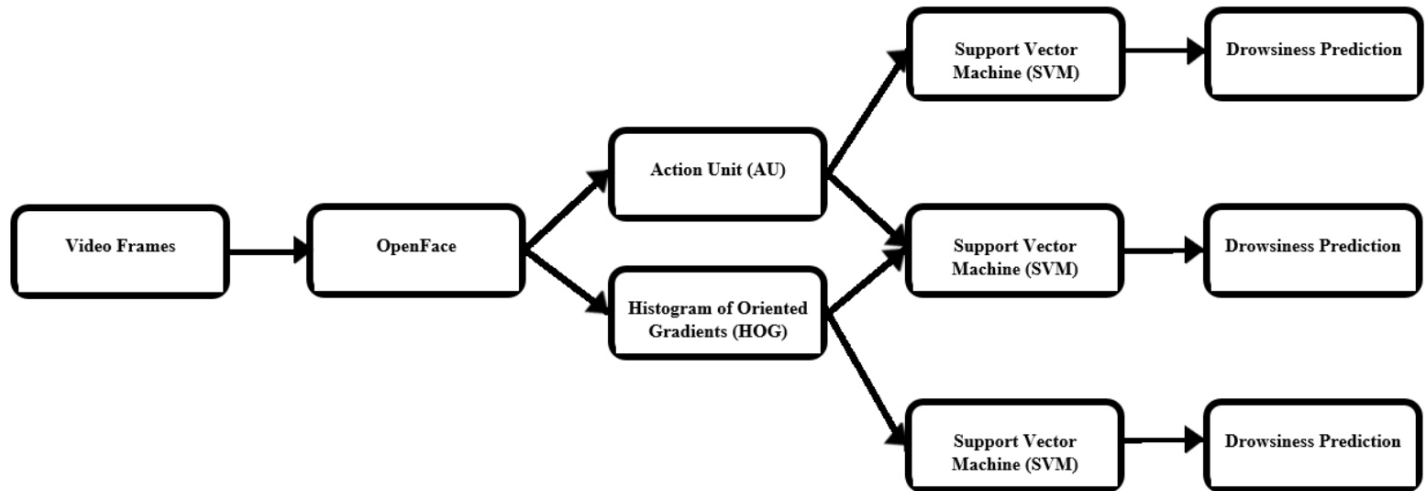 Support Vector
Machine (SVM)
Drowsiness Prediction
Action Unit (AU)
Video Frames
OpenFace
Support Vector
Machine (SVM)
Drowsiness Prediction
Histogram of Oriented
Gradients (HOG)
Support Vector
Machine (SVM)
Drowsiness Prediction